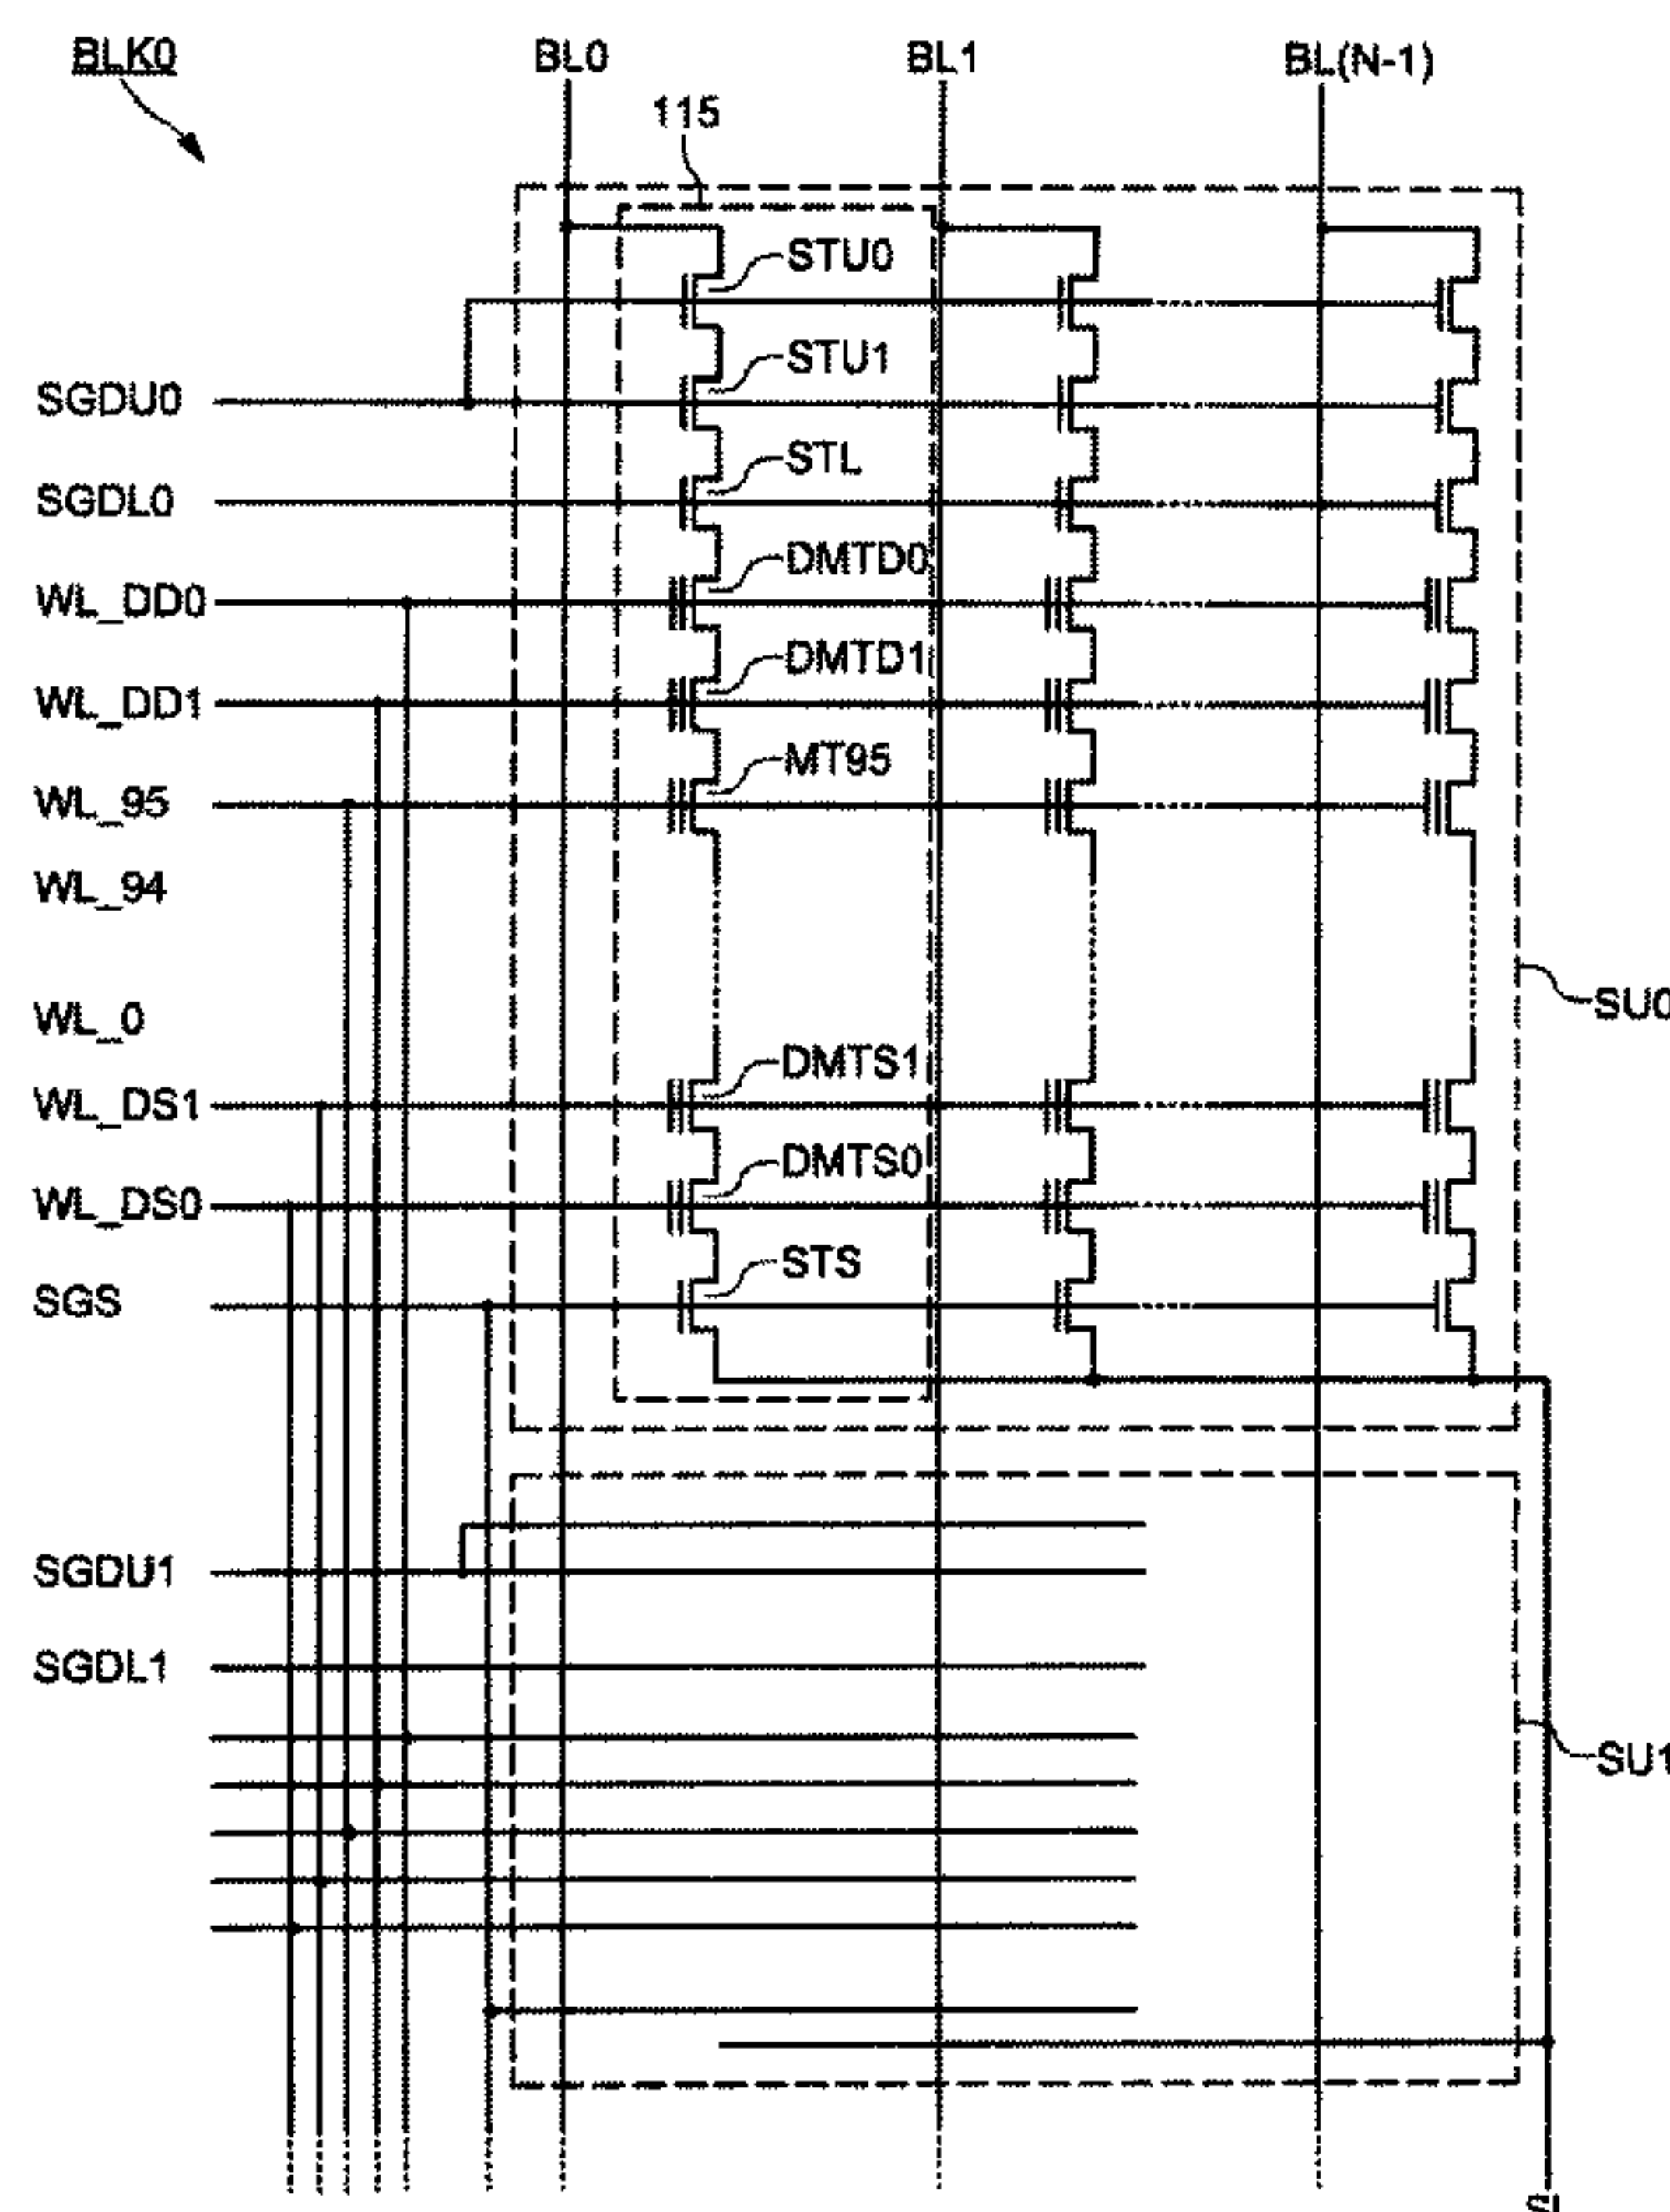 BLK0
BL0
BL1
BL(N-1)
115
STU0
STU1
SGDU0
STL
SGDL0
DMTD0
WL_DD0
DMTD1
WL_DD1
MT95
WL_95
WL_94
SU0
WL_0
DMTS1
WL_DS1
DMTS0
WL_DS0
STS
SGS
SGDU1
SGDL1
SU1